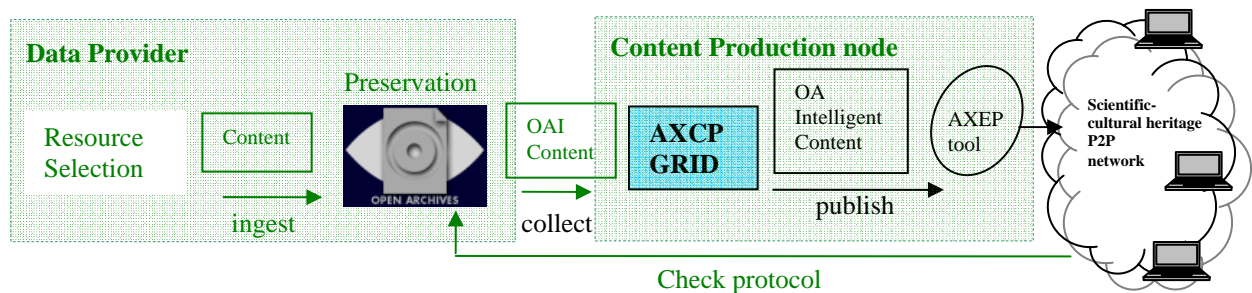 Data Provider
Resource
Selection
Content
ingest
Preservation
OPEN ARCHIVES
OAI
Content
collect
Content Production node
AXCP
GRID
OA
Intelligent
Content
publish
AXEP
tool
Scientific-
cultural heritage
P2P
network
Check protocol